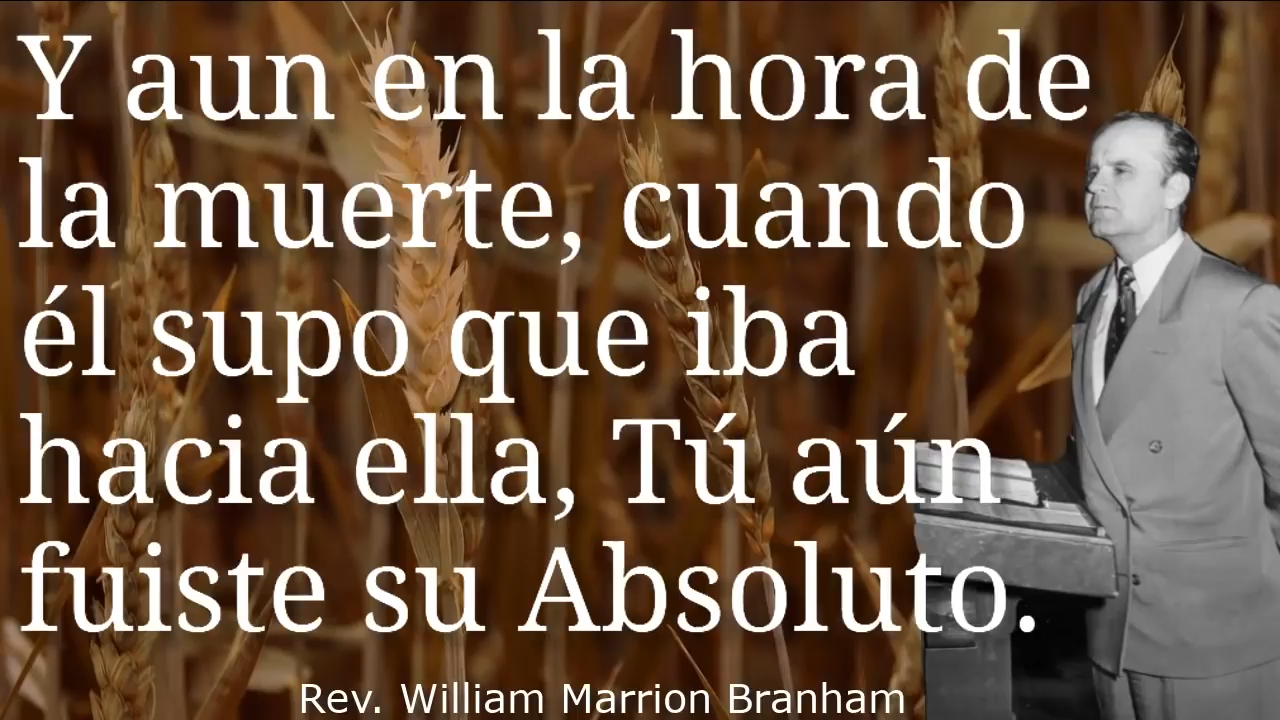 Y aun en la hora de
la muerte, cuando
él supo que iba
hacia ella, Tú aún
fuiste su Absoluto.
Rev. William Marrion Branham